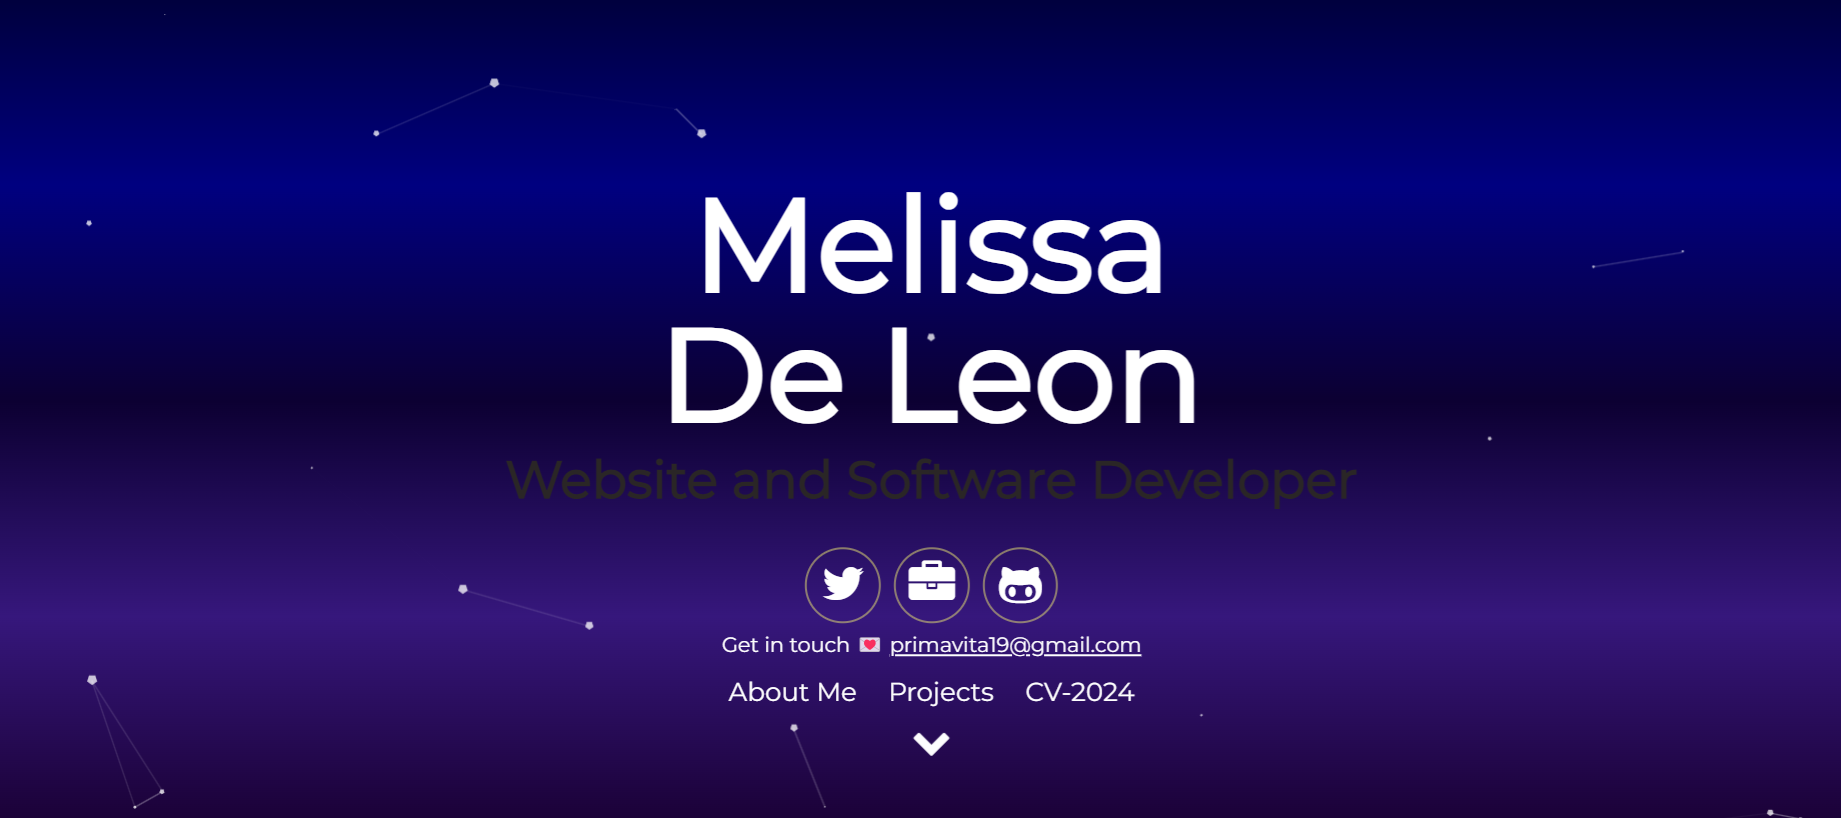 Melissa
De Leon
Website and Software Developer
Get in touch 💌 primavita19@gmail.com
About Me Projects CV-2024